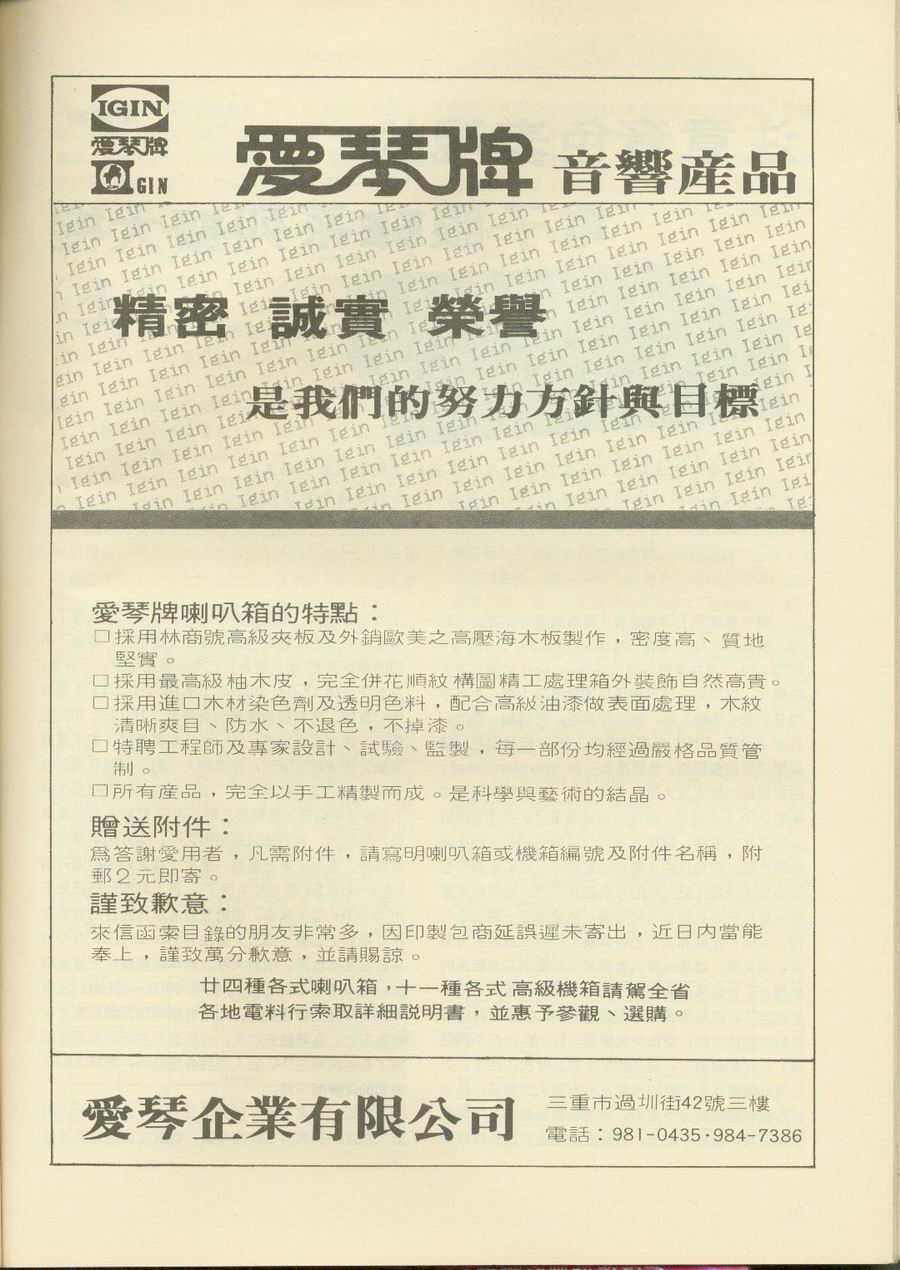 IGIN
愛琴牌
IGIN
愛琴牌 音響産品
精密 誠實 榮譽
是我們的努力方針與目標
愛琴牌喇叭箱的特點：
□採用林商號高級夾板及外銷歐美之高壓海木板製作，密度高、質地
堅實。
□採用最高級柚木皮，完全併花順紋構圖精工處理箱外裝飾自然高貴。
□採用進口木材染色劑及透明色料，配合高級油漆做表面處理，木紋
清晰爽目、防水、不退色，不掉漆。
□特聘工程師及專家設計、試驗、監製，每一部份均經過嚴格品質管
制。
□所有産品，完全以手工精製而成。是科學與藝術的結晶。
贈送附件：
爲答謝愛用者，凡需附件，請寫明喇叭箱或機箱編號及附件名稱，附
郵２元即寄。
謹致歉意：
來信函索目錄的朋友非常多，因印製包商延誤遲未寄出，近日內當能
奉上，謹致萬分歉意，並請賜諒。
廿四種各式喇叭箱，十一種各式高級機箱請駕全省
各地電料行索取詳細説明書，並惠予參觀、選購。
愛琴企業有限公司
三重市過圳街42號三樓
電話：981-0435·984-7386